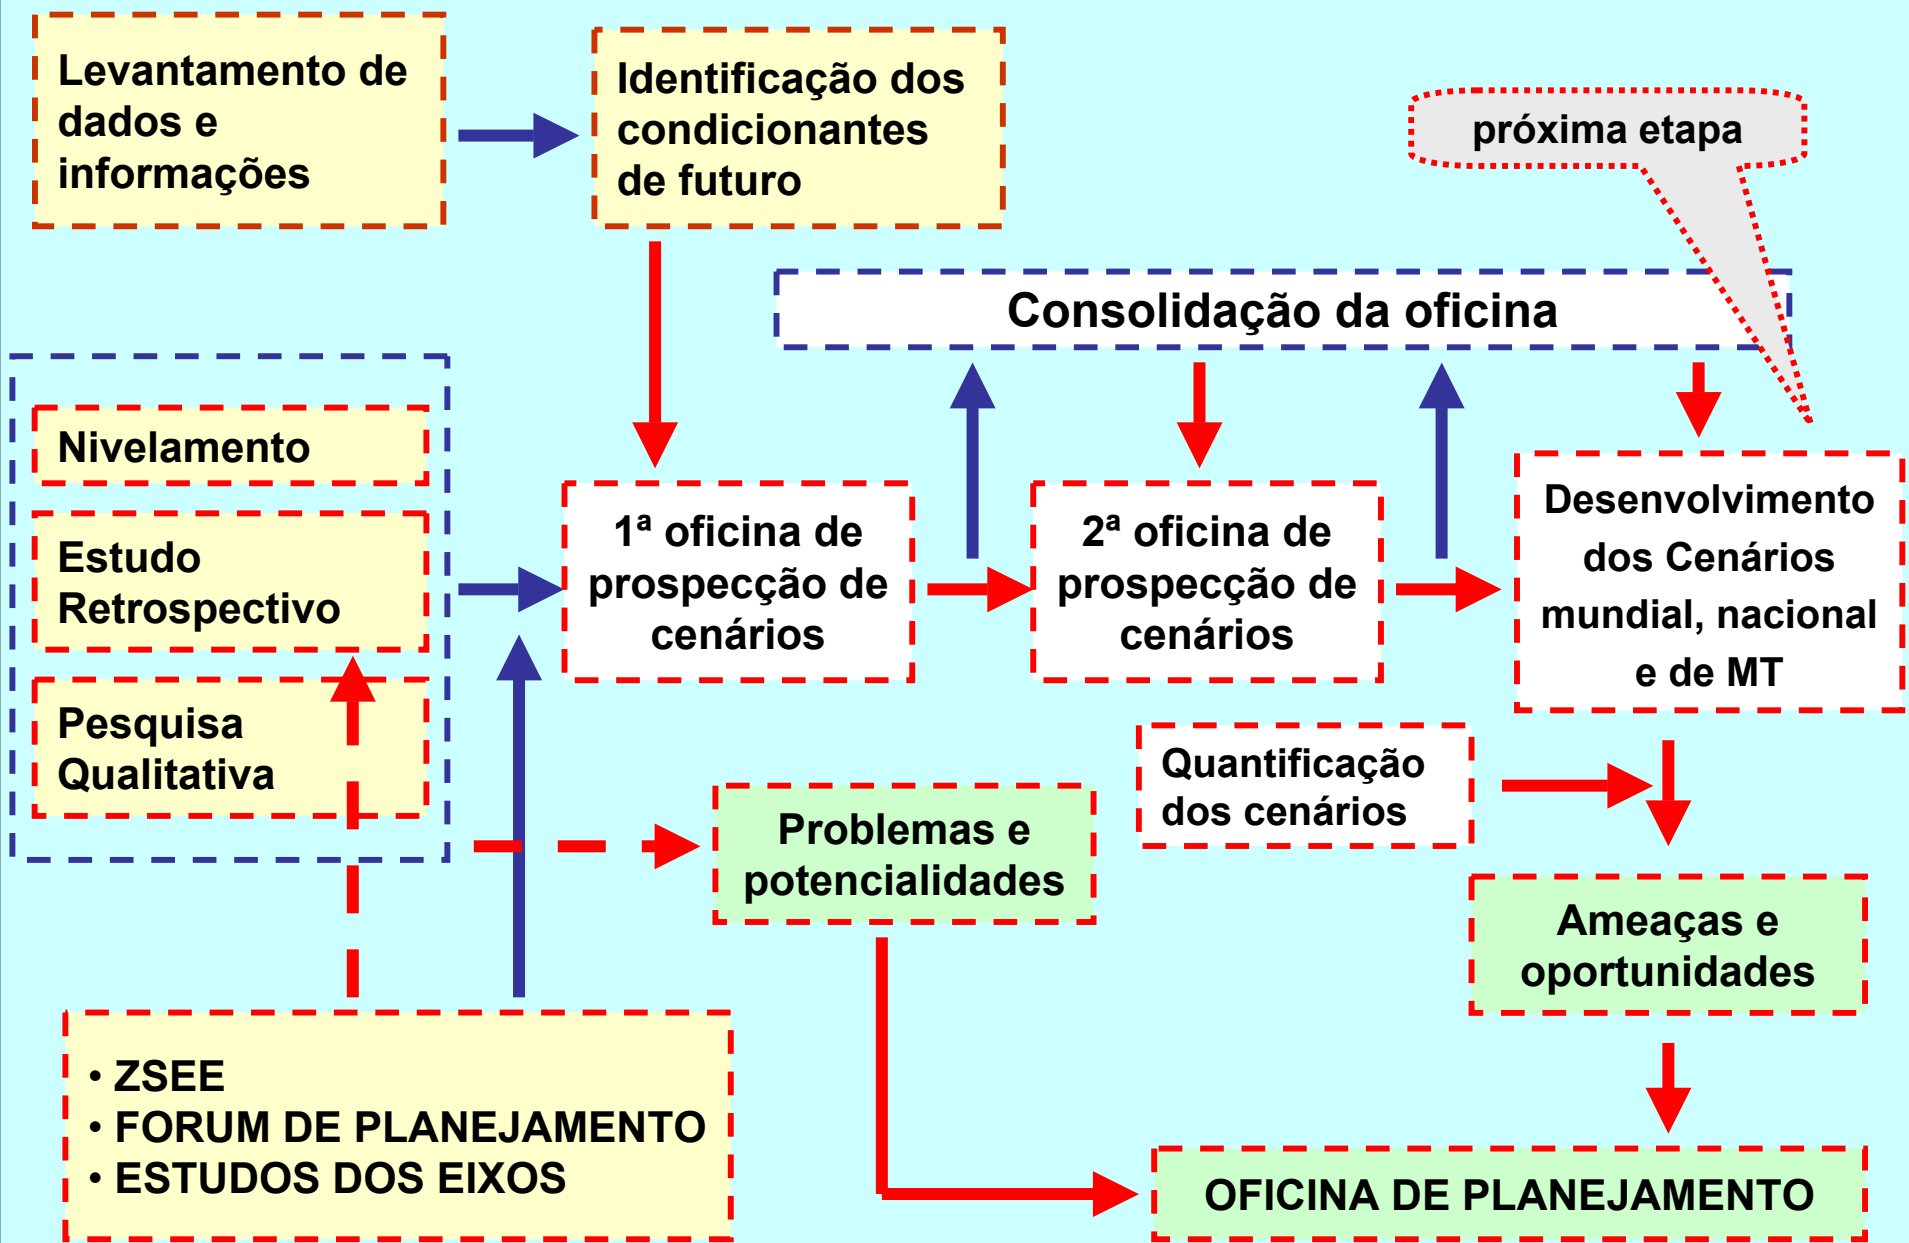 Levantamento de
dados e
informações
Identificação dos
condicionantes
de futuro
próxima etapa
Consolidação da oficina
Nivelamento
Estudo
Retrospectivo
Pesquisa
Qualitativa
1ª oficina de
prospecção de
cenários
2ª oficina de
prospecção de
cenários
Desenvolvimento
dos Cenários
mundial, nacional
e de MT
Quantificação
dos cenários
Problemas e
potencialidades
Ameaças e
oportunidades
• ZSEE
• FORUM DE PLANEJAMENTO
• ESTUDOS DOS EIXOS
OFICINA DE PLANEJAMENTO